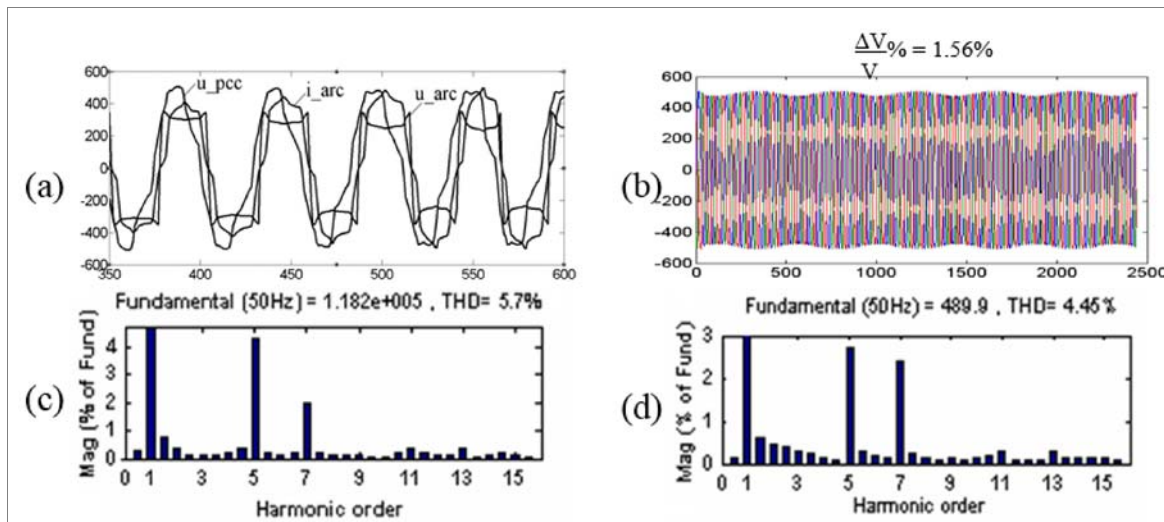 (a)
600
400
200
0
-200
-400
-600
u_pcc
i_arc
u_arc
350
400
450
500
550
600
(b)
ΔV/V % = 1.56%
600
400
200
0
-200
-400
-600
0
500
1000
1500
2000
2500
(c)
Fundamental (50Hz) = 1.182e+005 , THD= 5.7%
Mag (% of Fund)
4
3
2
1
0
0 1 3 5 7 9 11 13 15
Harmonic order
(d)
Fundamental (50Hz) = 489.9 , THD= 4.45%
Mag (% of Fund)
3
2
1
0
0 1 3 5 7 9 11 13 15
Harmonic order